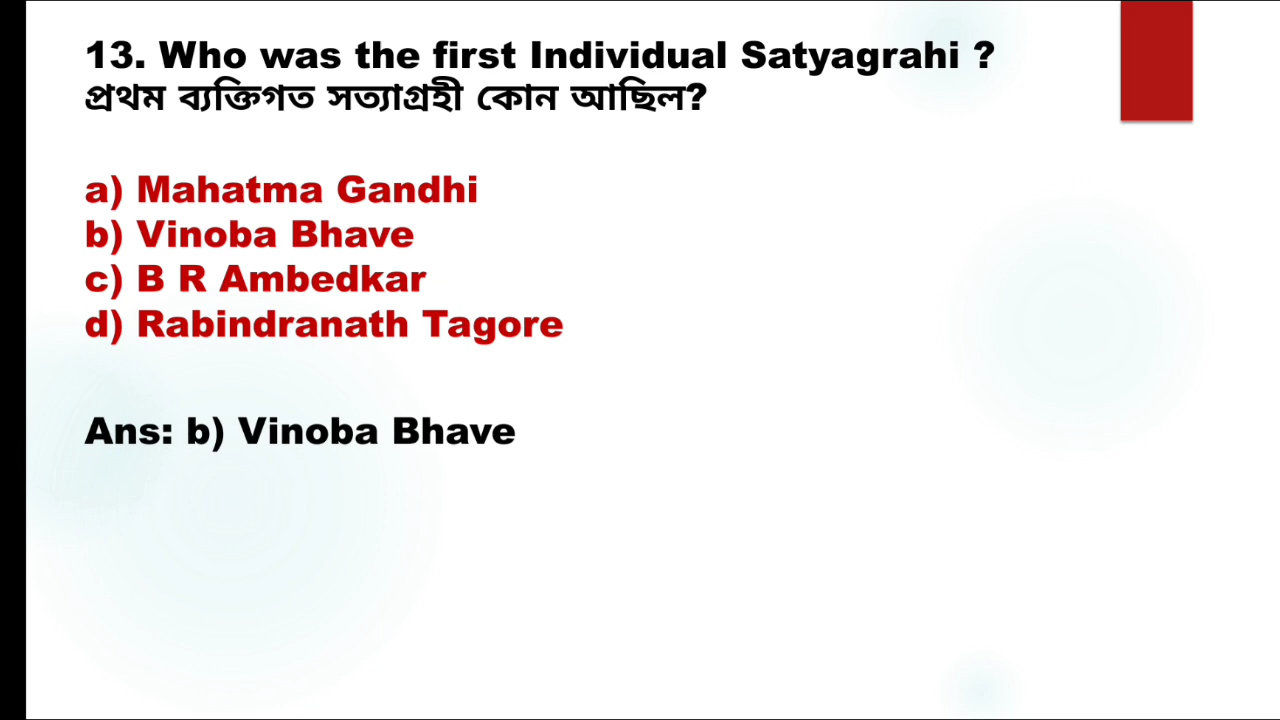 13. Who was the first Individual Satyagrahi ?
প্ৰথম ব্যক্তিগত সত্যাগ্ৰহী কোন আছিল?
a) Mahatma Gandhi
b) Vinoba Bhave
c) B R Ambedkar
d) Rabindranath Tagore
Ans: b) Vinoba Bhave